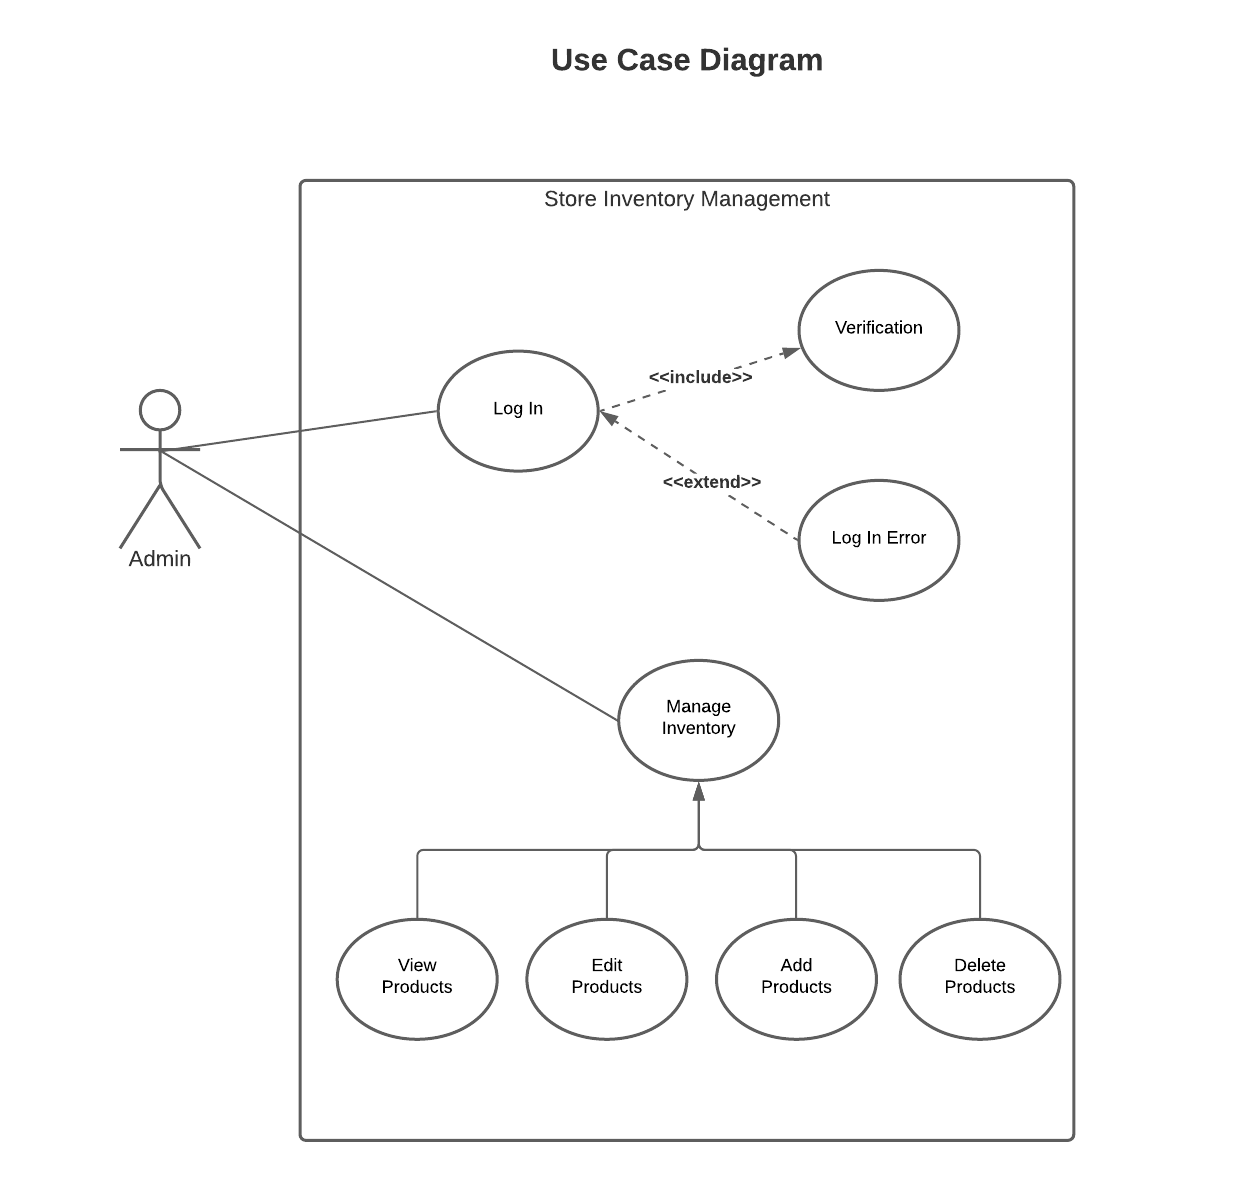 Use Case Diagram
Store Inventory Management
Verification
<<include>>
Log In
<<extend>>
Log In Error
Admin
Manage
Inventory
View
Products
Edit
Products
Add
Products
Delete
Products